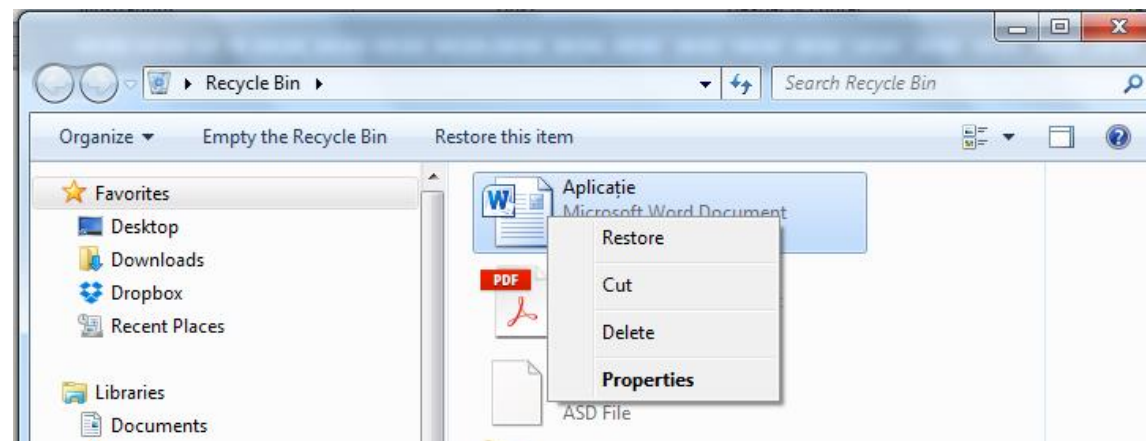 Recycle Bin
Search Recycle Bin
Organize
Empty the Recycle Bin
Restore this item
Favorites
Desktop
Downloads
Dropbox
Recent Places
Libraries
Documents
Aplicație
Microsoft Word Document
Restore
Cut
Delete
Properties
PDF
ASD File